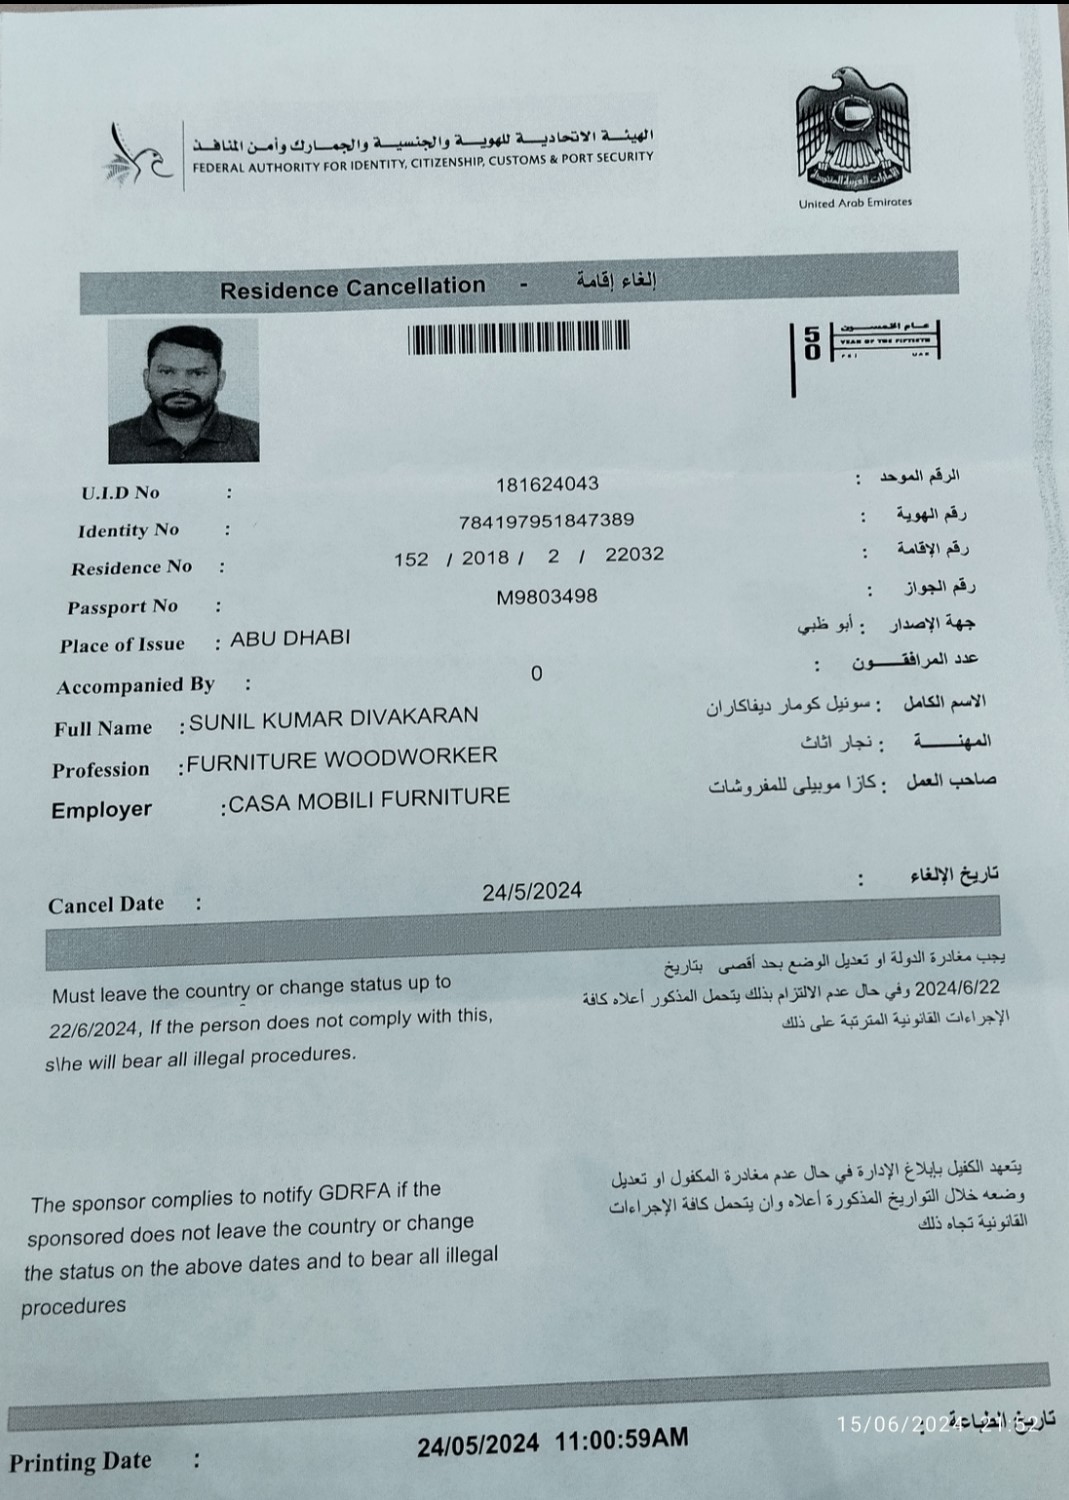 الهيئة الاتحادية للهوية والجنسية والجمارك وأمن المنافذ
FEDERAL AUTHORITY FOR IDENTITY, CITIZENSHIP, CUSTOMS & PORT SECURITY
الإمارات العربية المتحدة
United Arab Emirates
Residence Cancellation - إلغاء إقامة
50 عام الخمسين
YEAR OF THE FIFTIETH
UAE
U.I.D No : 181624043 : الرقم الموحد
Identity No : 784197951847389 : رقم الهوية
Residence No : 152 / 2018 / 2 / 22032 : رقم الإقامة
Passport No : M9803498 : رقم الجواز
Place of Issue : ABU DHABI جهة الإصدار : أبو ظبي
Accompanied By : 0 : عدد المرافقون
Full Name : SUNIL KUMAR DIVAKARAN الاسم الكامل : سونيل كومار ديفاكاران
Profession : FURNITURE WOODWORKER المهنة : نجار اثاث
Employer : CASA MOBILI FURNITURE صاحب العمل : كازا موبيلي للمفروشات
Cancel Date : 24/5/2024 : تاريخ الإلغاء
Must leave the country or change status up to
22/6/2024, If the person does not comply with this,
s\he will bear all illegal procedures.
يجب مغادرة الدولة او تعديل الوضع بحد أقصى بتاريخ
2024/6/22 وفي حال عدم الالتزام بذلك يتحمل المذكور أعلاه كافة
الإجراءات القانونية المترتبة على ذلك
The sponsor complies to notify GDRFA if the
sponsored does not leave the country or change
the status on the above dates and to bear all illegal
procedures
يتعهد الكفيل بإبلاغ الإدارة في حال عدم مغادرة المكفول او تعديل
وضعه خلال التواريخ المذكورة أعلاه وان يتحمل كافة الإجراءات
القانونية تجاه ذلك
Printing Date : 24/05/2024 11:00:59AM : تاريخ الطباعة
15/06/2024 21:52